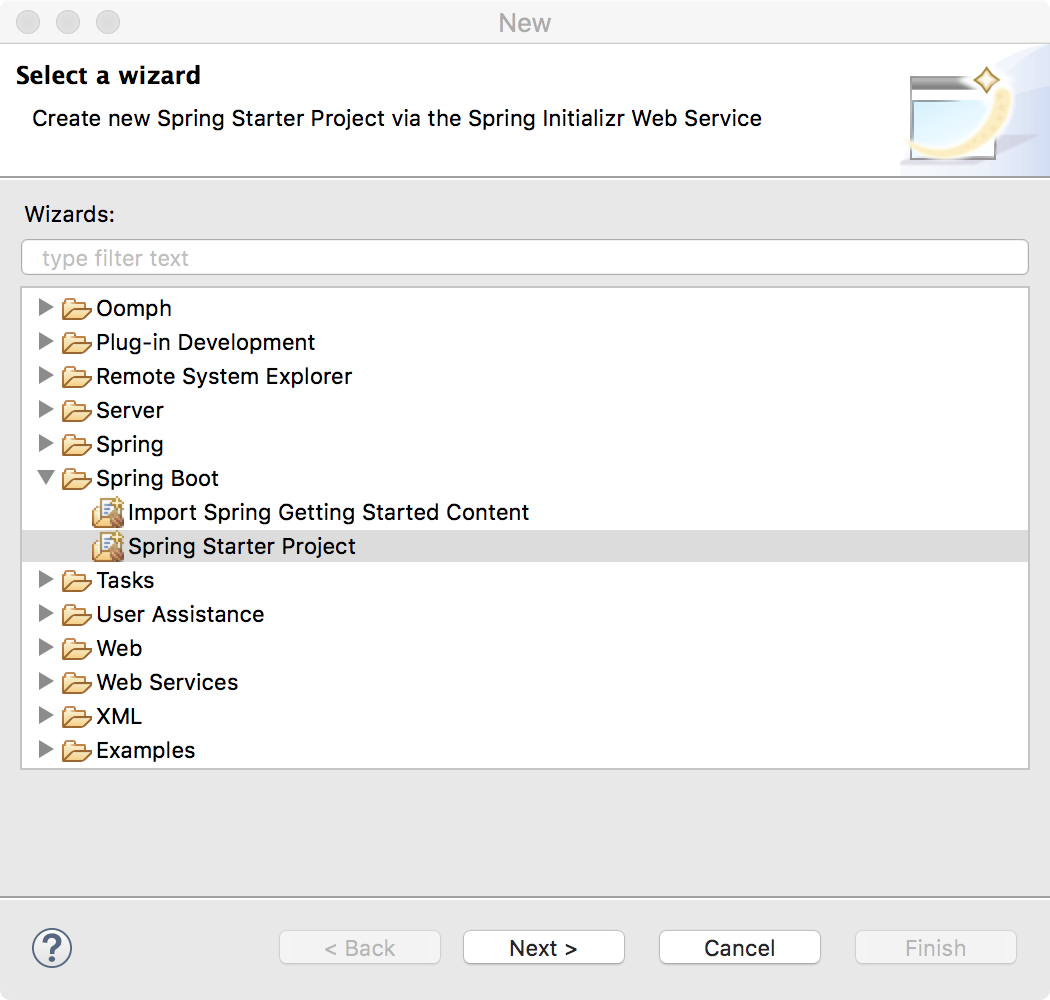 New
Select a wizard
Create new Spring Starter Project via the Spring Initializr Web Service
Wizards:
type filter text
Oomph
Plug-in Development
Remote System Explorer
Server
Spring
Spring Boot
Import Spring Getting Started Content
Spring Starter Project
Tasks
User Assistance
Web
Web Services
XML
Examples
? < Back Next > Cancel Finish